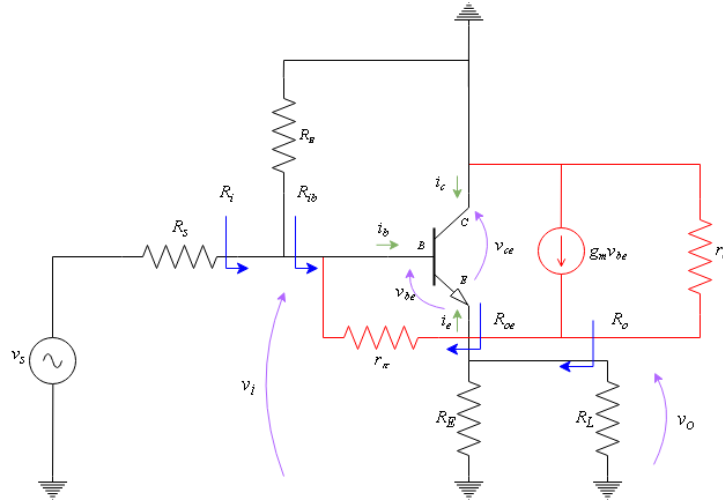 R_B
i_c
R_i
R_ib
R_s
i_b
B
C
v_ce
g_m v_be
E
v_be
i_e
R_oe
R_o
v_s
r_π
v_i
R_E
R_L
v_O